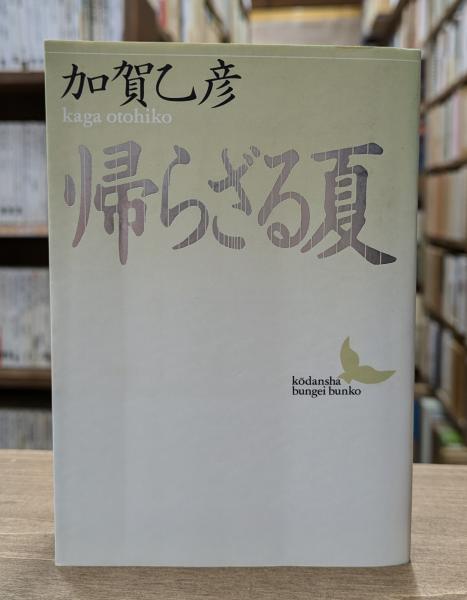 加賀乙彦
kaga otohiko
帰らざる夏
kōdansha
bungei bunko